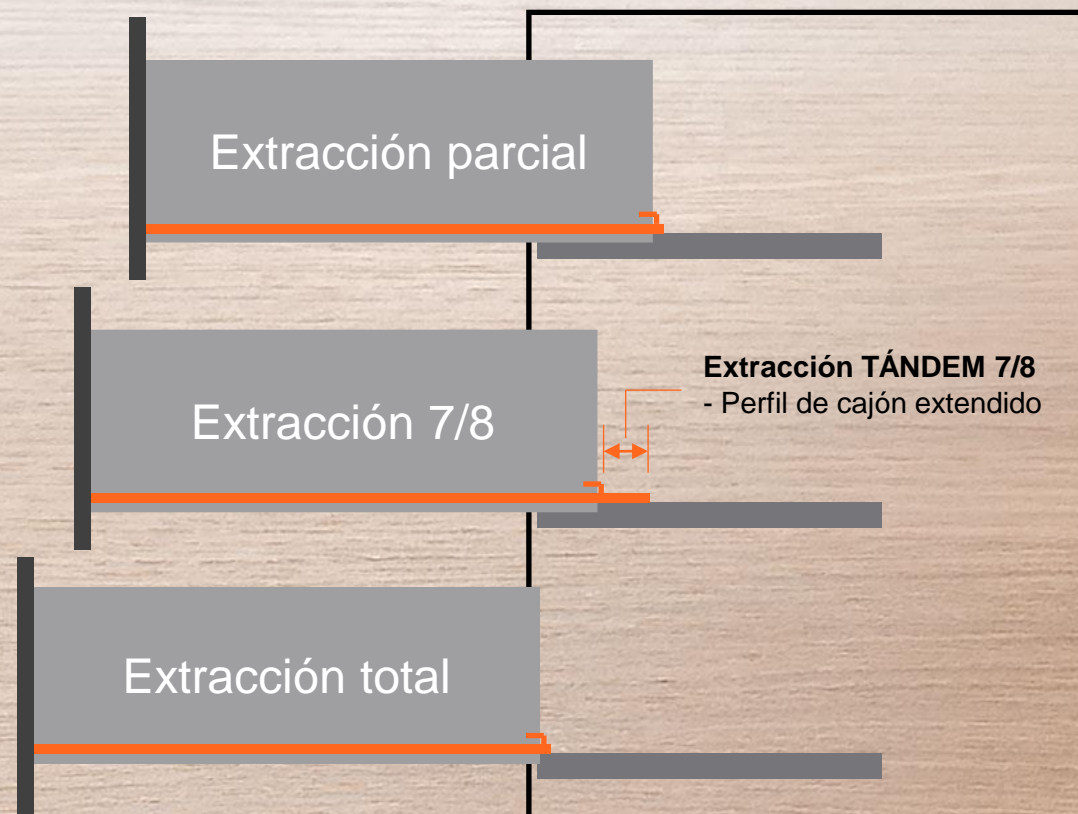 Extracción parcial
Extracción 7/8
Extracción TÁNDEM 7/8
- Perfil de cajón extendido
Extracción total